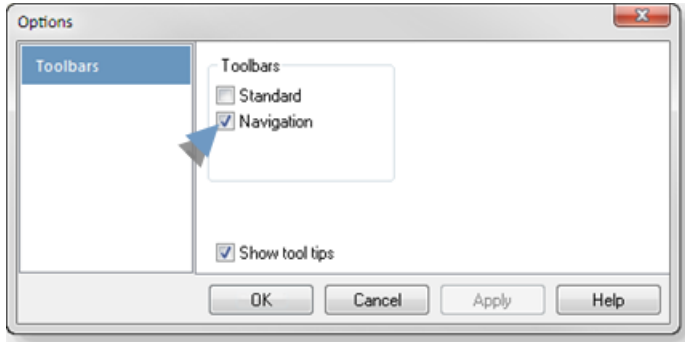 Options
Toolbars
Toolbars
Standard
Navigation
Show tool tips
OK Cancel Apply Help